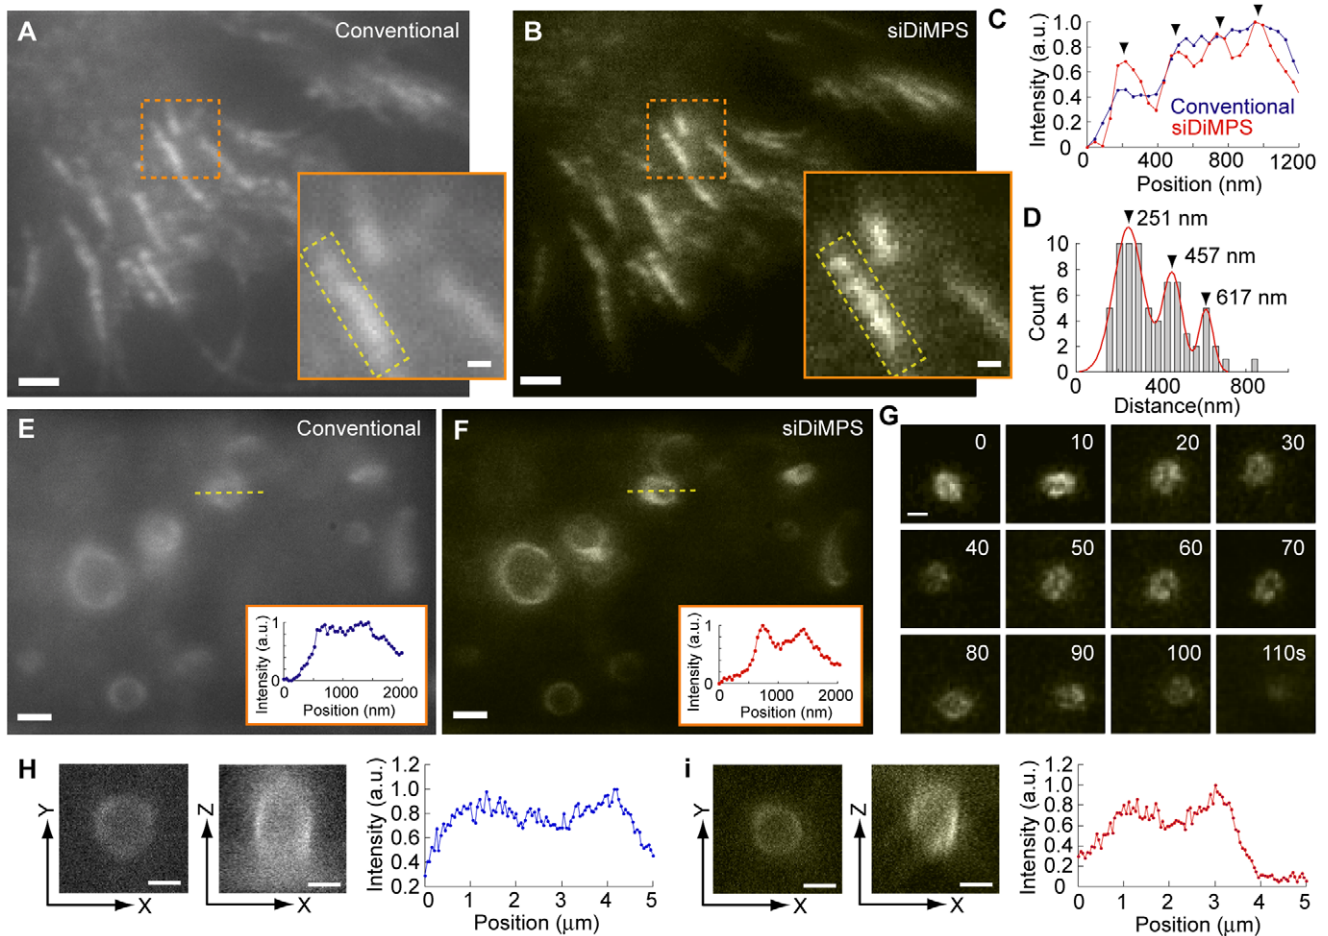 A
Conventional
B
siDiMPS
C
Intensity (a.u.)
1.0
0.8
0.6
0.4
0.2
0
Conventional
siDiMPS
0
400
800
1200
Position (nm)
D
251 nm
457 nm
617 nm
Count
10
8
6
4
2
0
0
400
800
Distance(nm)
E
Conventional
Intensity (a.u.)
1
0
0
1000
2000
Position (nm)
F
siDiMPS
Intensity (a.u.)
1
0
0
1000
2000
Position (nm)
G
0
10
20
30
40
50
60
70
80
90
100
110s
H
Y
X
Z
X
Intensity (a.u.)
1.2
1.0
0.8
0.6
0.4
0.2
0
1
2
3
4
5
Position (μm)
i
Y
X
Z
X
Intensity (a.u.)
1.2
1.0
0.8
0.6
0.4
0.2
0
0
1
2
3
4
5
Position (μm)